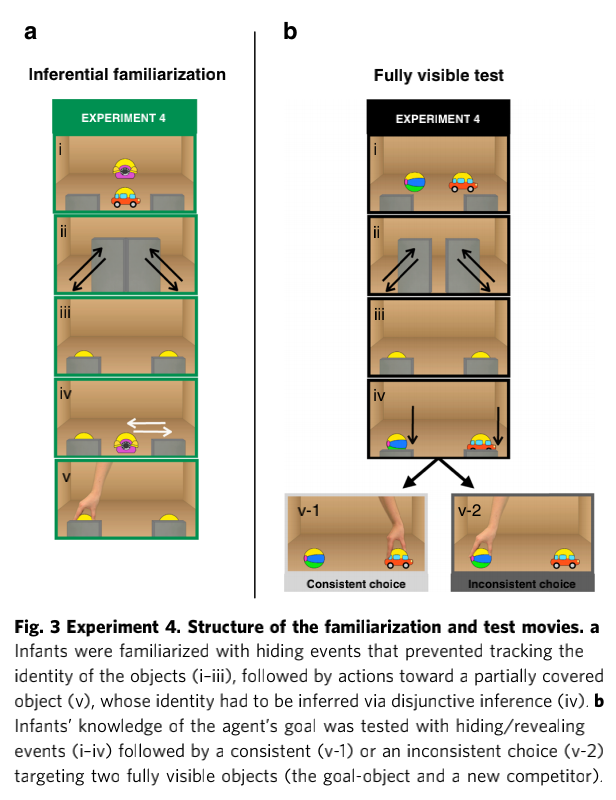 a
Inferential familiarization
EXPERIMENT 4
i
ii
iii
iv
v
b
Fully visible test
EXPERIMENT 4
i
ii
iii
iv
v-1
Consistent choice
v-2
Inconsistent choice
Fig. 3 Experiment 4. Structure of the familiarization and test movies. a
Infants were familiarized with hiding events that prevented tracking the
identity of the objects (i–iii), followed by actions toward a partially covered
object (v), whose identity had to be inferred via disjunctive inference (iv). b
Infants' knowledge of the agent's goal was tested with hiding/revealing
events (i–iv) followed by a consistent (v-1) or an inconsistent choice (v-2)
targeting two fully visible objects (the goal-object and a new competitor).